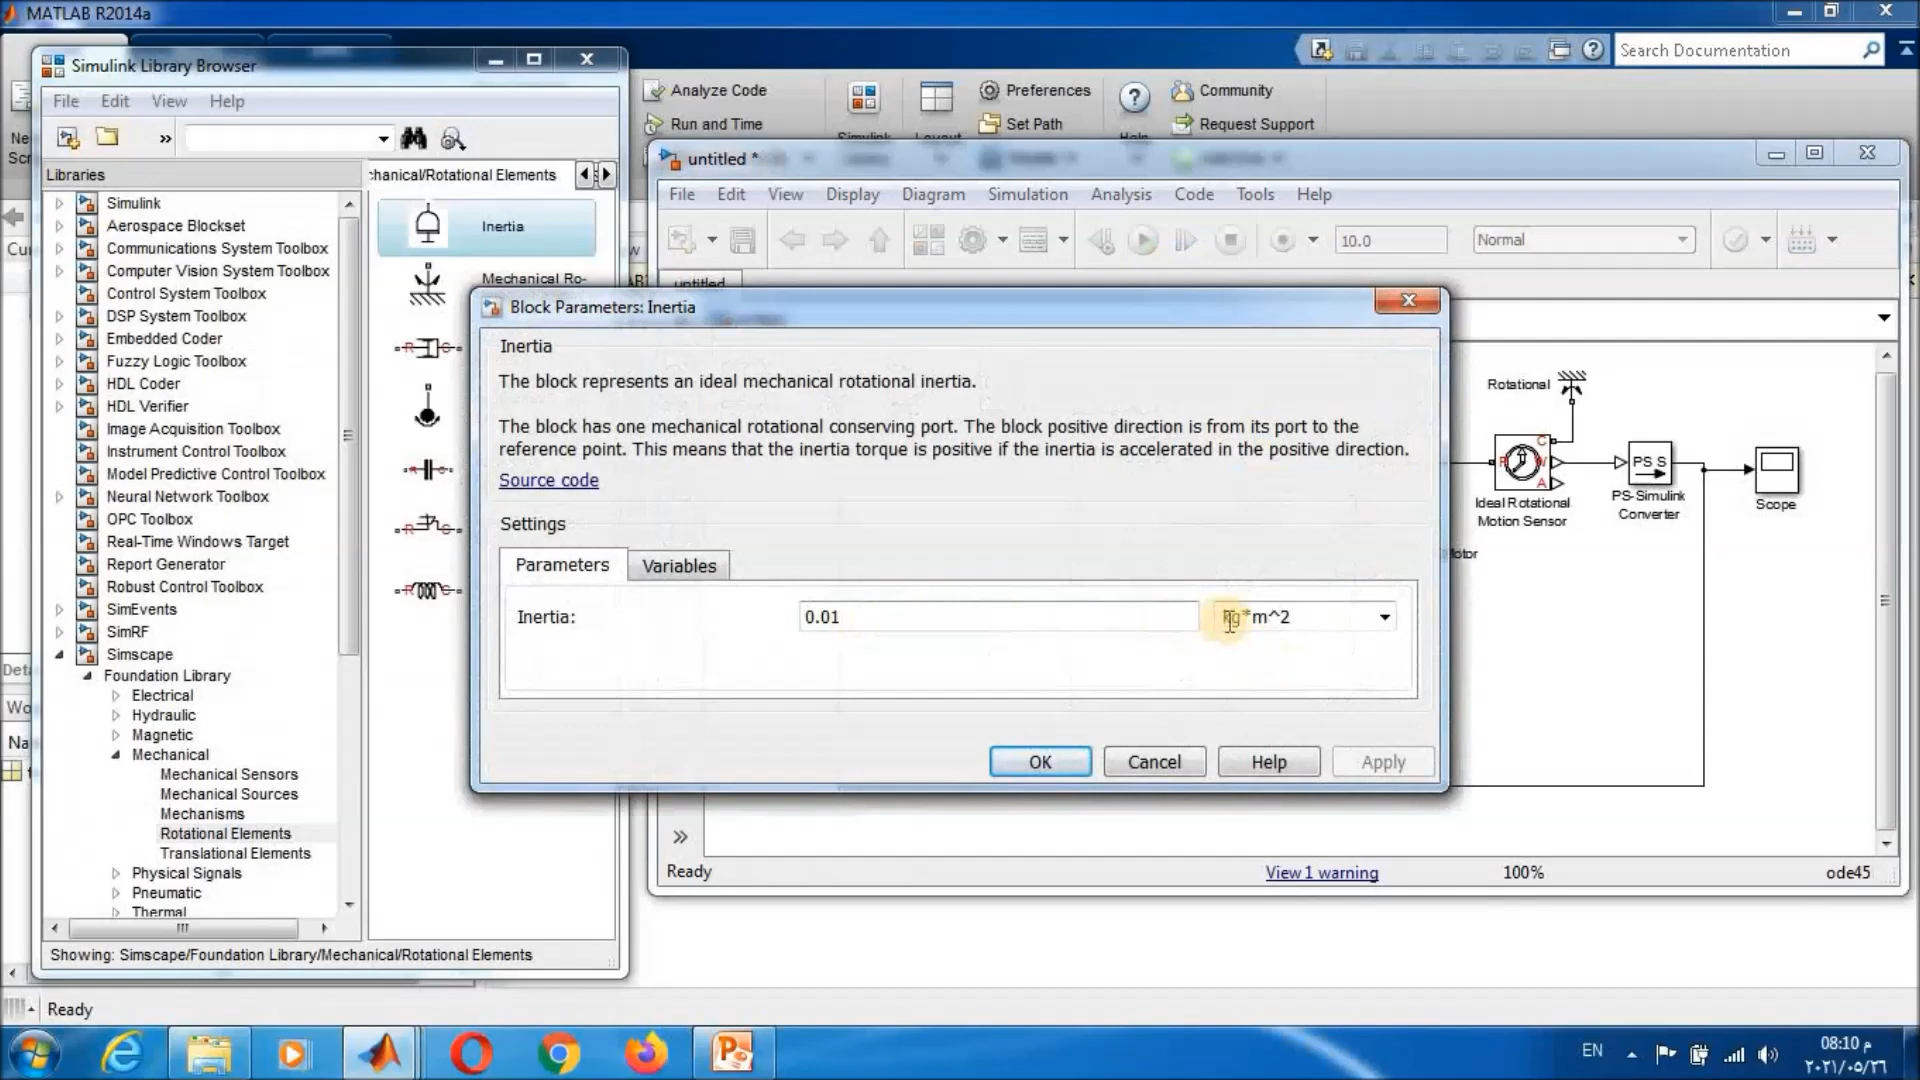 MATLAB R2014a
Search Documentation
Simulink Library Browser
File Edit View Help
Analyze Code
Preferences
Community
Run and Time
Set Path
Request Support
Libraries
Simulink
Aerospace Blockset
Communications System Toolbox
Computer Vision System Toolbox
Control System Toolbox
DSP System Toolbox
Embedded Coder
Fuzzy Logic Toolbox
HDL Coder
HDL Verifier
Image Acquisition Toolbox
Instrument Control Toolbox
Model Predictive Control Toolbox
Neural Network Toolbox
OPC Toolbox
Real-Time Windows Target
Report Generator
Robust Control Toolbox
SimEvents
SimRF
Simscape
Foundation Library
Electrical
Hydraulic
Magnetic
Mechanical
Mechanical Sensors
Mechanical Sources
Mechanisms
Rotational Elements
Translational Elements
Physical Signals
Pneumatic
Thermal
Showing: Simscape/Foundation Library/Mechanical/Rotational Elements
chanical/Rotational Elements
Inertia
Mechanical Ro-
untitled *
File Edit View Display Diagram Simulation Analysis Code Tools Help
10.0
Normal
untitled
Block Parameters: Inertia
Inertia
The block represents an ideal mechanical rotational inertia.
The block has one mechanical rotational conserving port. The block positive direction is from its port to the
reference point. This means that the inertia torque is positive if the inertia is accelerated in the positive direction.
Source code
Settings
Parameters Variables
Inertia:
0.01
kg*m^2
OK Cancel Help Apply
Rotational
R
C
W
A
Ideal Rotational
Motion Sensor
PS S
PS-Simulink
Converter
Scope
Ready
View 1 warning
100%
ode45
Ready
EN
08:10 م
٢٠٢١/٠٥/٢٦